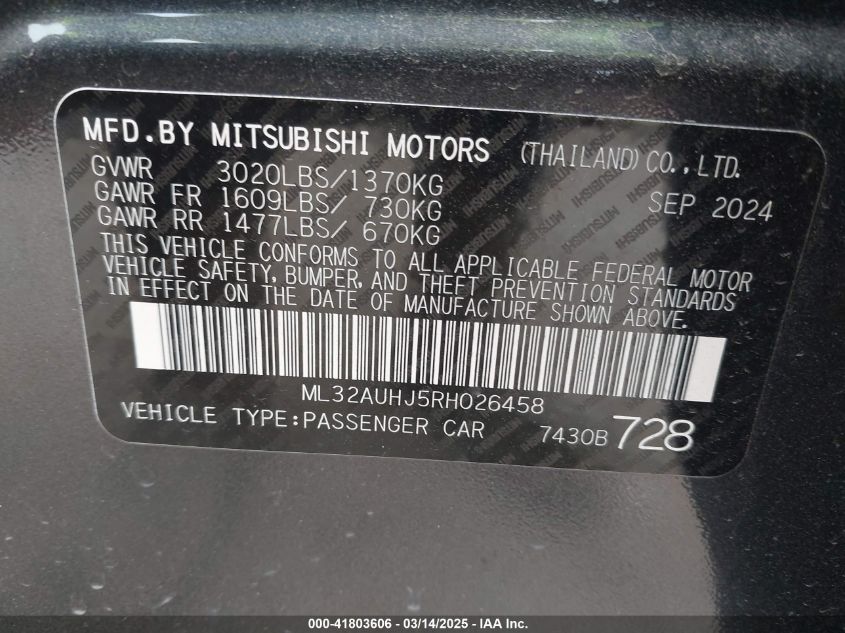 MFD.BY MITSUBISHI MOTORS (THAILAND) CO.,LTD.
GVWR 3020LBS/1370KG
GAWR FR 1609LBS/ 730KG SEP 2024
GAWR RR 1477LBS/ 670KG
THIS VEHICLE CONFORMS TO ALL APPLICABLE FEDERAL MOTOR
VEHICLE SAFETY, BUMPER, AND THEFT PREVENTION STANDARDS
IN EFFECT ON THE DATE OF MANUFACTURE SHOWN ABOVE.
ML32AUHJ5RH026458
VEHICLE TYPE:PASSENGER CAR 7430B 728
000-41803606 - 03/14/2025 - IAA Inc.